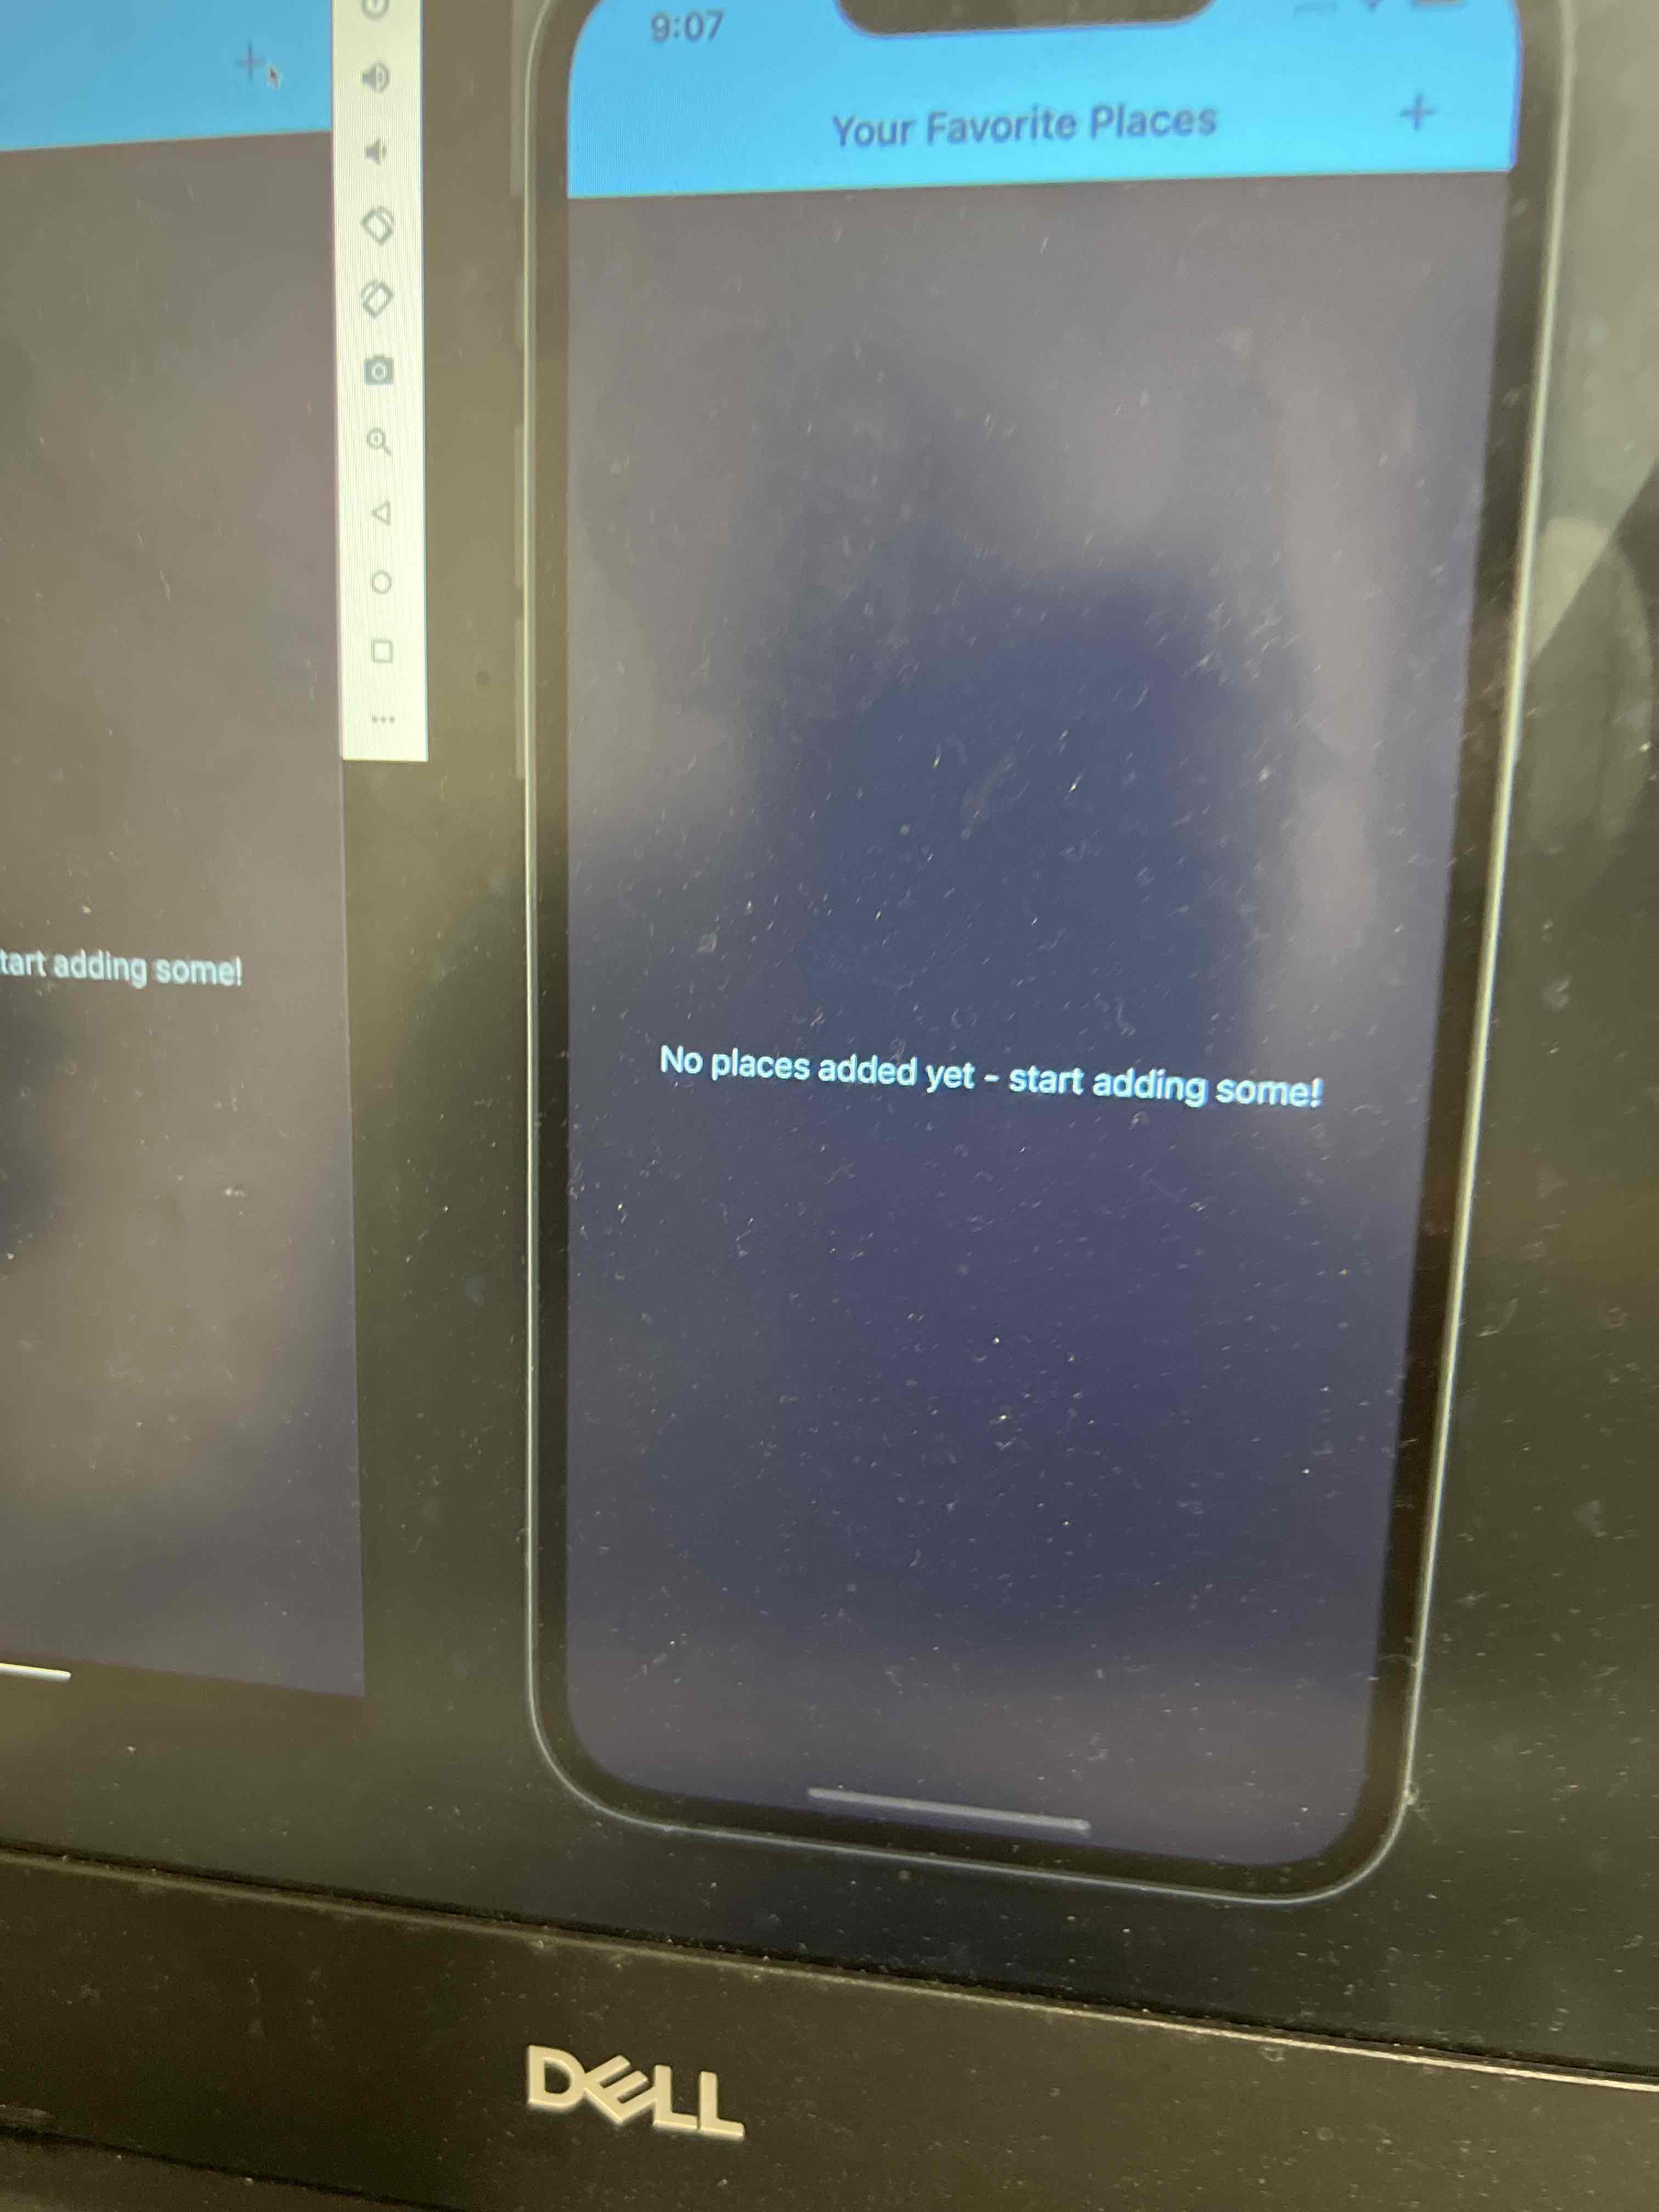 9:07
Your Favorite Places
+
+
tart adding some!
No places added yet - start adding some!
DELL